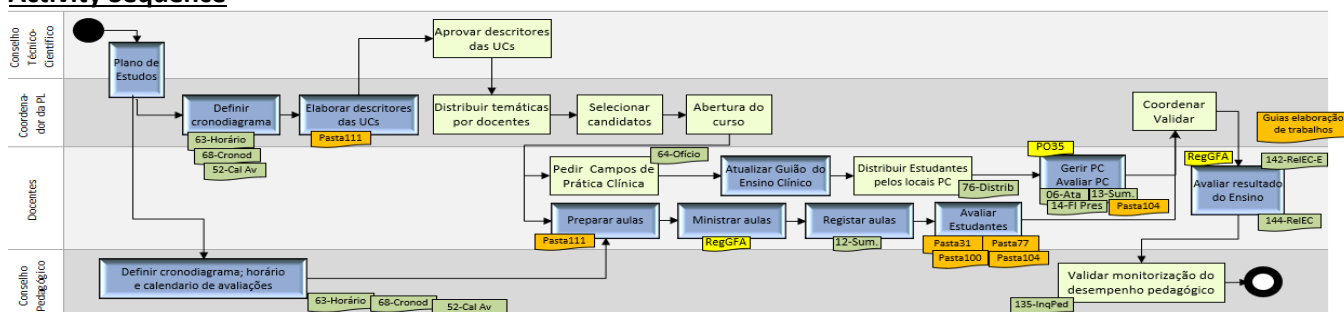 Activity Sequence
Conselho
Técnico-
Científico
Plano de
Estudos
Aprovar descritores
das UCs
Coordena-
dor da PL
Definir
cronodiagrama
63-Horário
68-Cronod
52-Cal Av
Elaborar descritores
das UCs
Pasta111
Distribuir temáticas
por docentes
Selecionar
candidatos
Abertura do
curso
Coordenar
Validar
Guias elaboração
de trabalhos
Docentes
Pedir Campos de
Prática Clínica
64-Ofício
Atualizar Guião do
Ensino Clínico
Distribuir Estudantes
pelos locais PC
76-Distrib
PO35
Gerir PC
Avaliar PC
06-Ata
13-Sum.
14-Fl Pres
Pasta104
RegGFA
142-RelEC-E
Avaliar resultado
do Ensino
144-RelEC
Preparar aulas
Pasta111
Ministrar aulas
RegGFA
Registar aulas
12-Sum.
Avaliar
Estudantes
Pasta31
Pasta77
Pasta100
Pasta104
Conselho
Pedagógico
Definir cronodiagrama; horário
e calendario de avaliações
63-Horário
68-Cronod
52-Cal Av
Validar monitorização do
desempenho pedagógico
135-InqPed